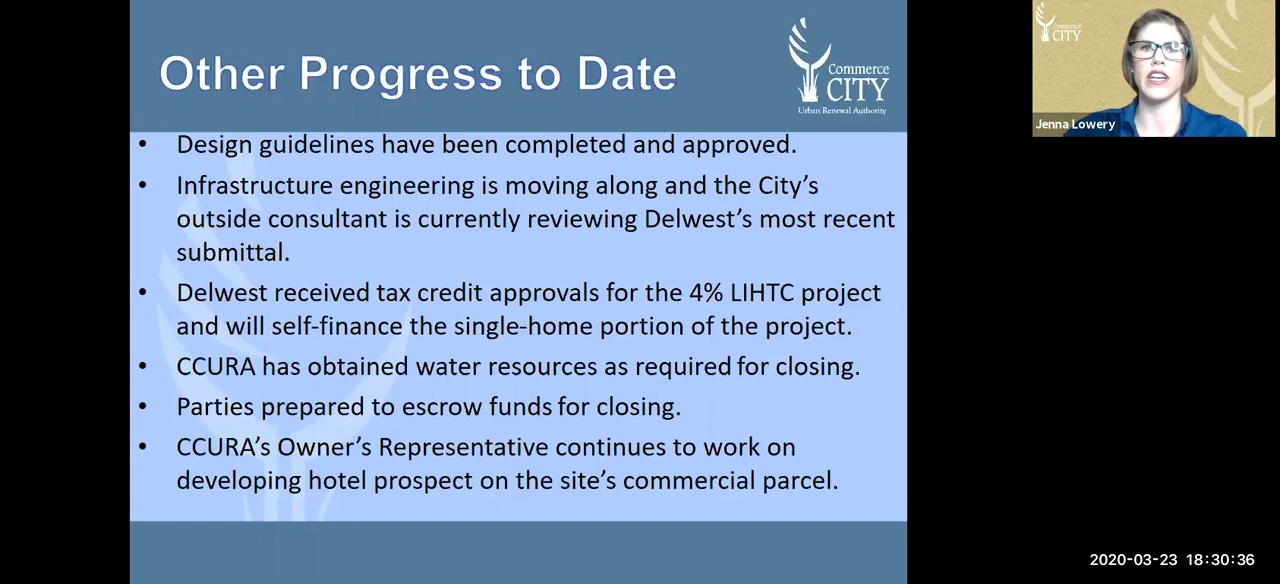 Other Progress to Date
Commerce
CITY
Urban Renewal Authority
• Design guidelines have been completed and approved.
• Infrastructure engineering is moving along and the City’s
outside consultant is currently reviewing Delwest’s most recent
submittal.
• Delwest received tax credit approvals for the 4% LIHTC project
and will self-finance the single-home portion of the project.
• CCURA has obtained water resources as required for closing.
• Parties prepared to escrow funds for closing.
• CCURA’s Owner’s Representative continues to work on
developing hotel prospect on the site’s commercial parcel.
Commerce
CITY
Jenna Lowery
2020-03-23 18:30:36